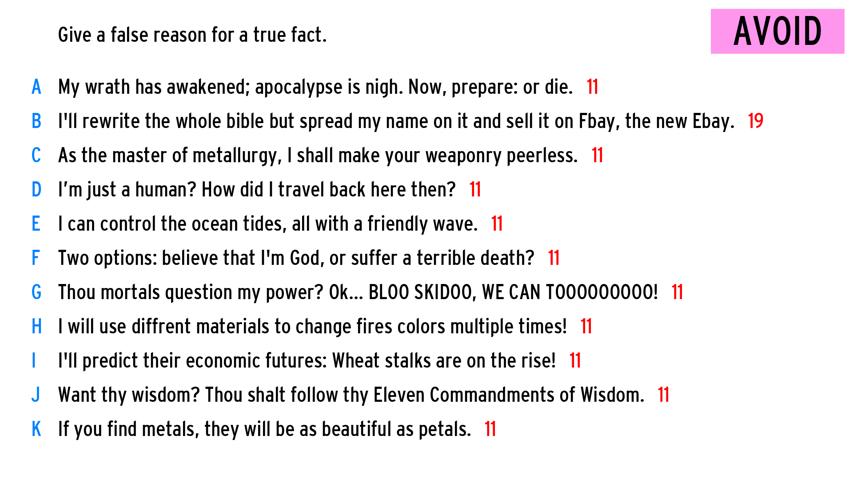 Give a false reason for a true fact.
AVOID
A My wrath has awakened; apocalypse is nigh. Now, prepare: or die. 11
B I'll rewrite the whole bible but spread my name on it and sell it on Fbay, the new Ebay. 19
C As the master of metallurgy, I shall make your weaponry peerless. 11
D I'm just a human? How did I travel back here then? 11
E I can control the ocean tides, all with a friendly wave. 11
F Two options: believe that I'm God, or suffer a terrible death? 11
G Thou mortals question my power? Ok... BLOO SKIDOO, WE CAN TOOOOOOOOO! 11
H I will use diffrent materials to change fires colors multiple times! 11
I I'll predict their economic futures: Wheat stalks are on the rise! 11
J Want thy wisdom? Thou shalt follow thy Eleven Commandments of Wisdom. 11
K If you find metals, they will be as beautiful as petals. 11